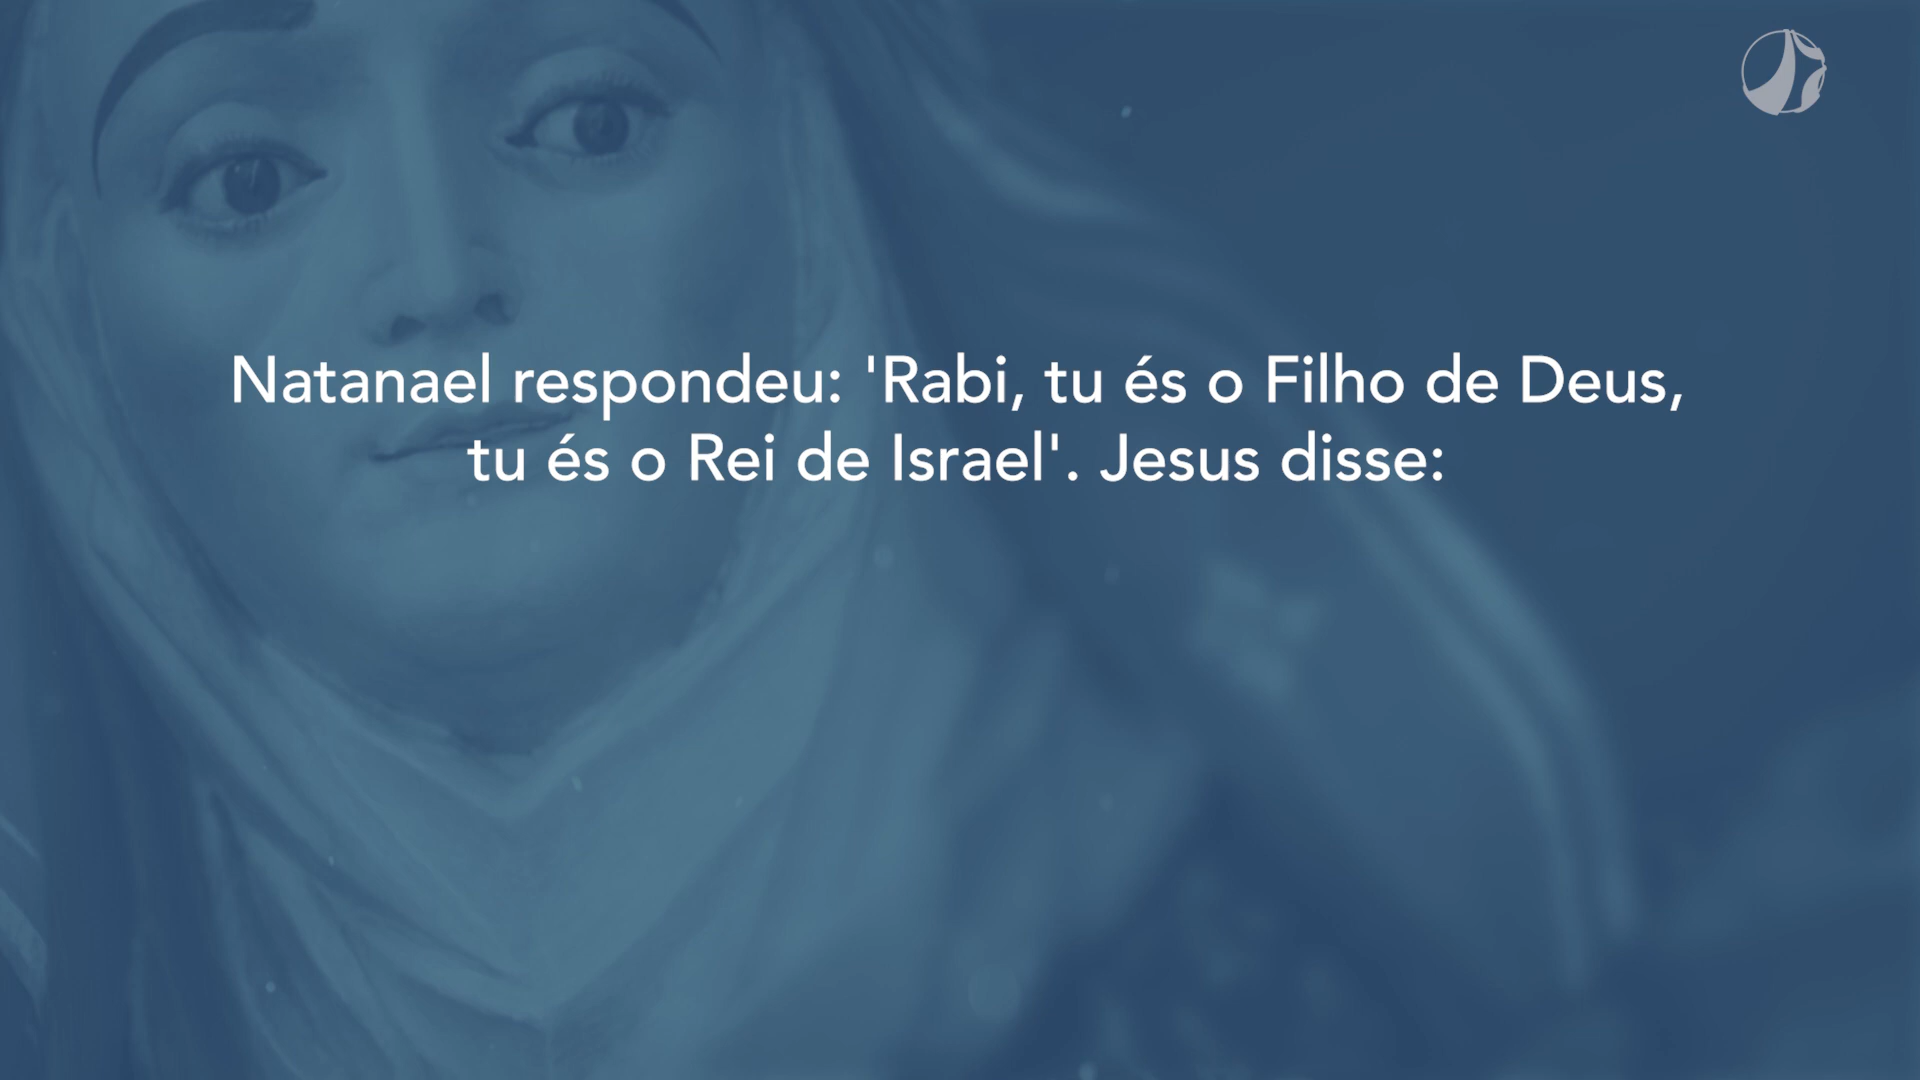 Natanael respondeu: 'Rabi, tu és o Filho de Deus,
tu és o Rei de Israel'. Jesus disse: